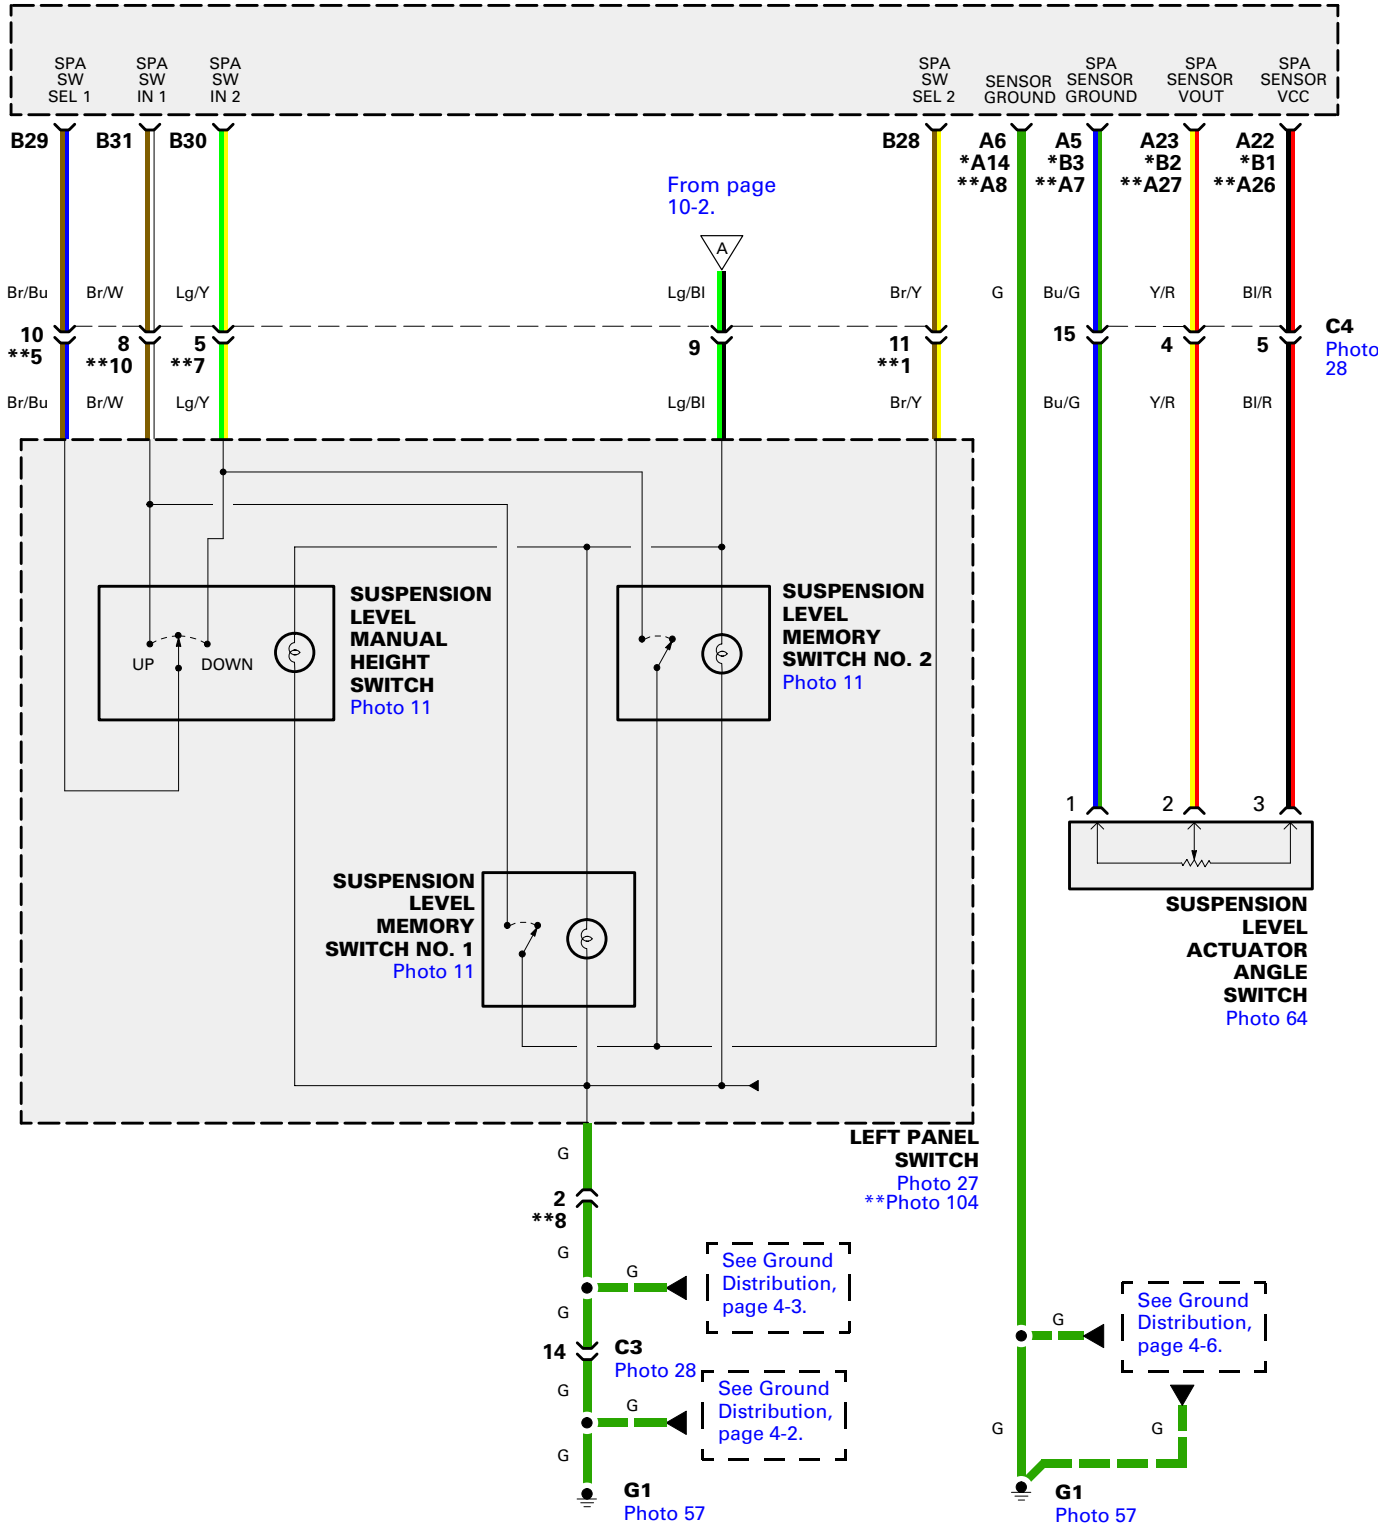 SPA
SW
SEL 1
SPA
SW
IN 1
SPA
SW
IN 2
SPA
SW
SEL 2
SENSOR
GROUND
SPA
SENSOR
GROUND
SPA
SENSOR
VOUT
SPA
SENSOR
VCC
B29
B31
B30
B28
A6
*A14
**A8
A5
*B3
**A7
A23
*B2
**A27
A22
*B1
**A26
From page
10-2.
A
Br/Bu
Br/W
Lg/Y
Lg/Bl
Br/Y
G
Bu/G
Y/R
Bl/R
10
**5
8
**10
5
**7
9
11
**1
15
4
5
C4
Photo
28
Br/Bu
Br/W
Lg/Y
Lg/Bl
Br/Y
Bu/G
Y/R
Bl/R
UP
DOWN
SUSPENSION
LEVEL
MANUAL
HEIGHT
SWITCH
Photo 11
SUSPENSION
LEVEL
MEMORY
SWITCH NO. 2
Photo 11
1
2
3
SUSPENSION
LEVEL
MEMORY
SWITCH NO. 1
Photo 11
SUSPENSION
LEVEL
ACTUATOR
ANGLE
SWITCH
Photo 64
LEFT PANEL
SWITCH
Photo 27
**Photo 104
G
2
**8
G
G
See Ground
Distribution,
page 4-3.
G
14
C3
Photo 28
G
G
See Ground
Distribution,
page 4-2.
G
G1
Photo 57
G
See Ground
Distribution,
page 4-6.
G
G
G1
Photo 57